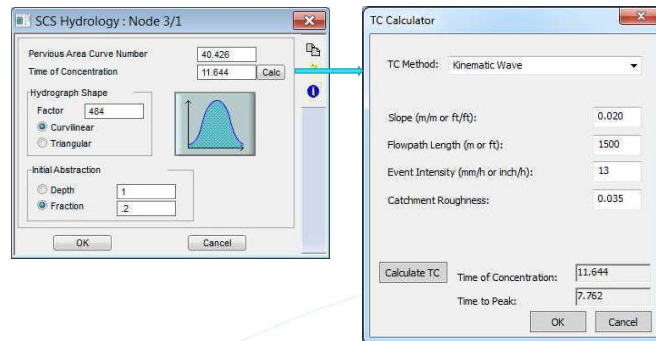 SCS Hydrology : Node 3/1
Pervious Area Curve Number 40.426
Time of Concentration 11.644 Calc
Hydrograph Shape
Factor 484
Curvilinear
Triangular
Initial Abstraction
Depth 1
Fraction .2
OK Cancel
TC Calculator
TC Method: Kinematic Wave
Slope (m/m or ft/ft): 0.020
Flowpath Length (m or ft): 1500
Event Intensity (mm/h or inch/h): 13
Catchment Roughness: 0.035
Calculate TC Time of Concentration: 11.644
Time to Peak: 7.762
OK Cancel